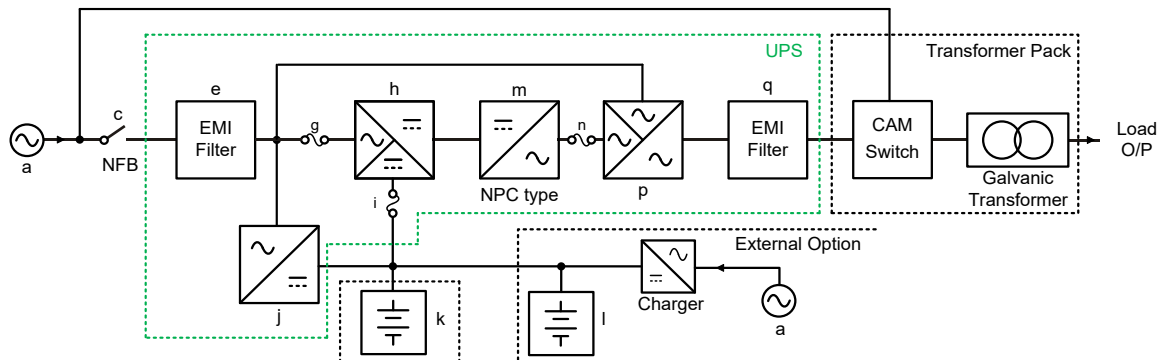 UPS
Transformer Pack
e
h
m
q
c
EMI
Filter
g
n
EMI
Filter
CAM
Switch
Load
O/P
a
NFB
i
NPC type
p
Galvanic
Transformer
External Option
j
k
l
Charger
a